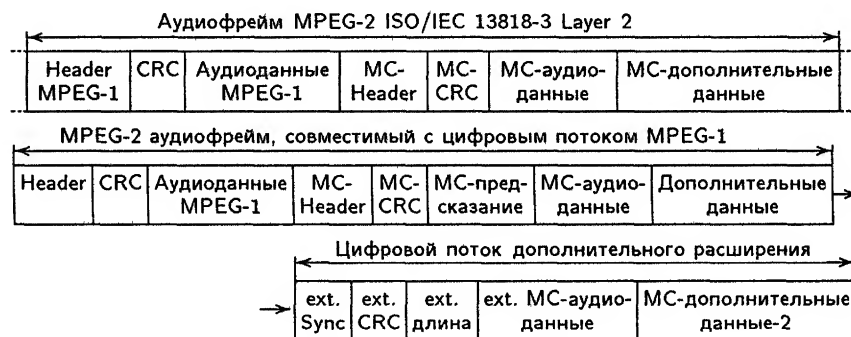 Аудиофрейм MPEG-2 ISO/IEC 13818-3 Layer 2
Header MPEG-1 CRC Аудиоданные MPEG-1 MC-Header MC-CRC MC-аудио-данные MC-дополнительные данные
MPEG-2 аудиофрейм, совместимый с цифровым потоком MPEG-1
Header CRC Аудиоданные MPEG-1 MC-Header MC-CRC MC-пред-сказание MC-аудио-данные Дополнительные данные
Цифровой поток дополнительного расширения
ext. Sync ext. CRC ext. длина ext. MC-аудио-данные MC-дополнительные данные-2